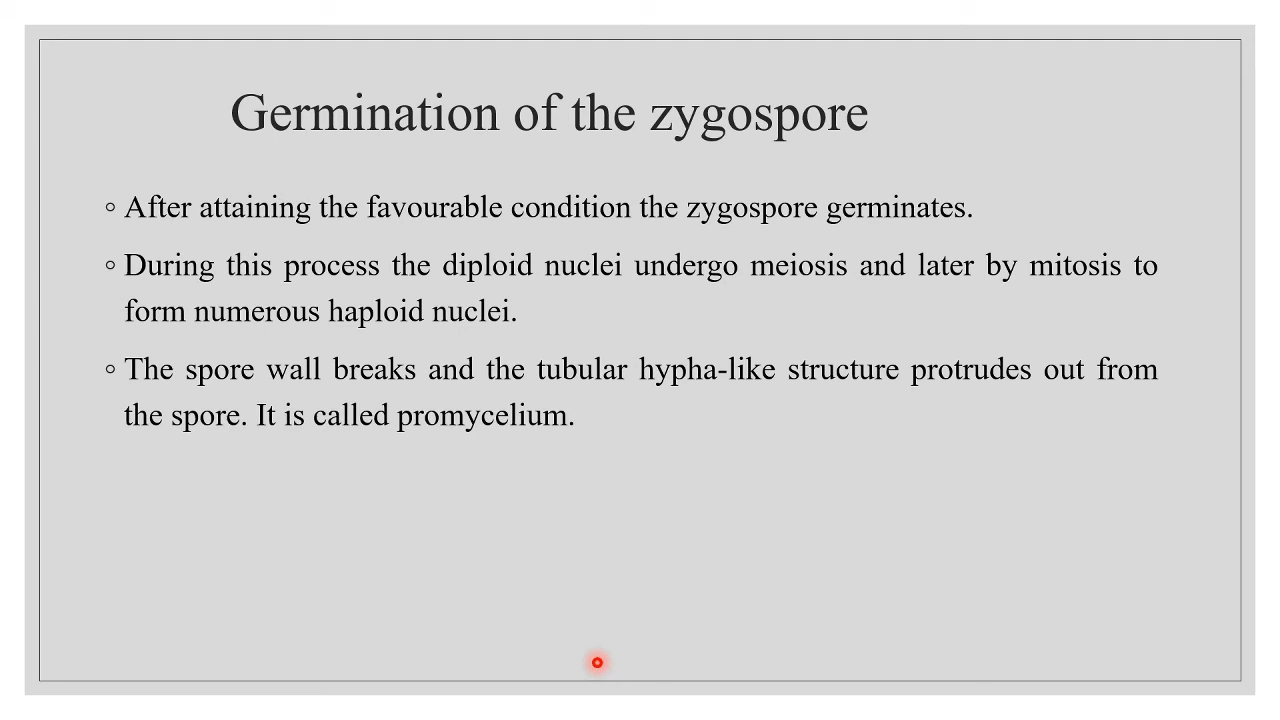 Germination of the zygospore
◦ After attaining the favourable condition the zygospore germinates.
◦ During this process the diploid nuclei undergo meiosis and later by mitosis to
form numerous haploid nuclei.
◦ The spore wall breaks and the tubular hypha-like structure protrudes out from
the spore. It is called promycelium.